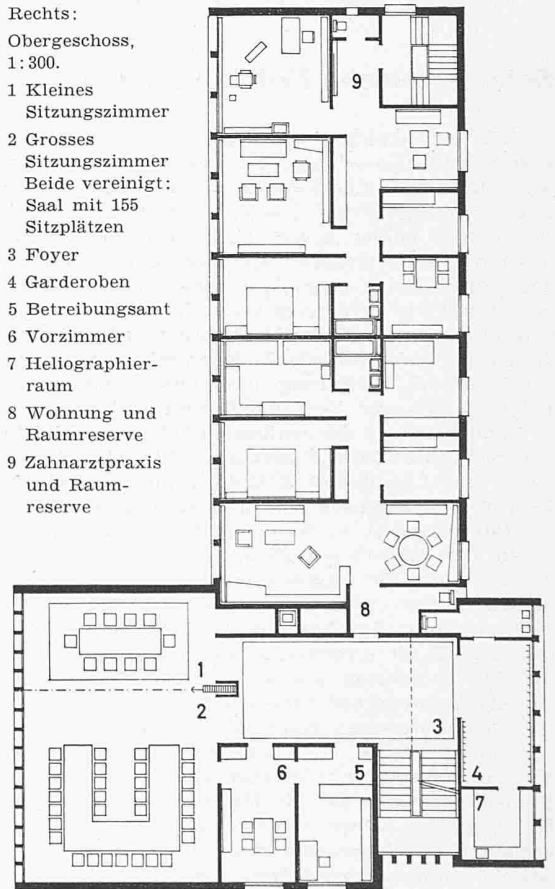 Rechts:
Obergeschoss,
1:300.
1 Kleines
Sitzungszimmer
2 Grosses
Sitzungszimmer
Beide vereinigt:
Saal mit 155
Sitzplätzen
3 Foyer
4 Garderoben
5 Betreibungsamt
6 Vorzimmer
7 Heliographier-
raum
8 Wohnung und
Raumreserve
9 Zahnarztpraxis
und Raum-
reserve
9
8
1
2
3
6
5
4
7